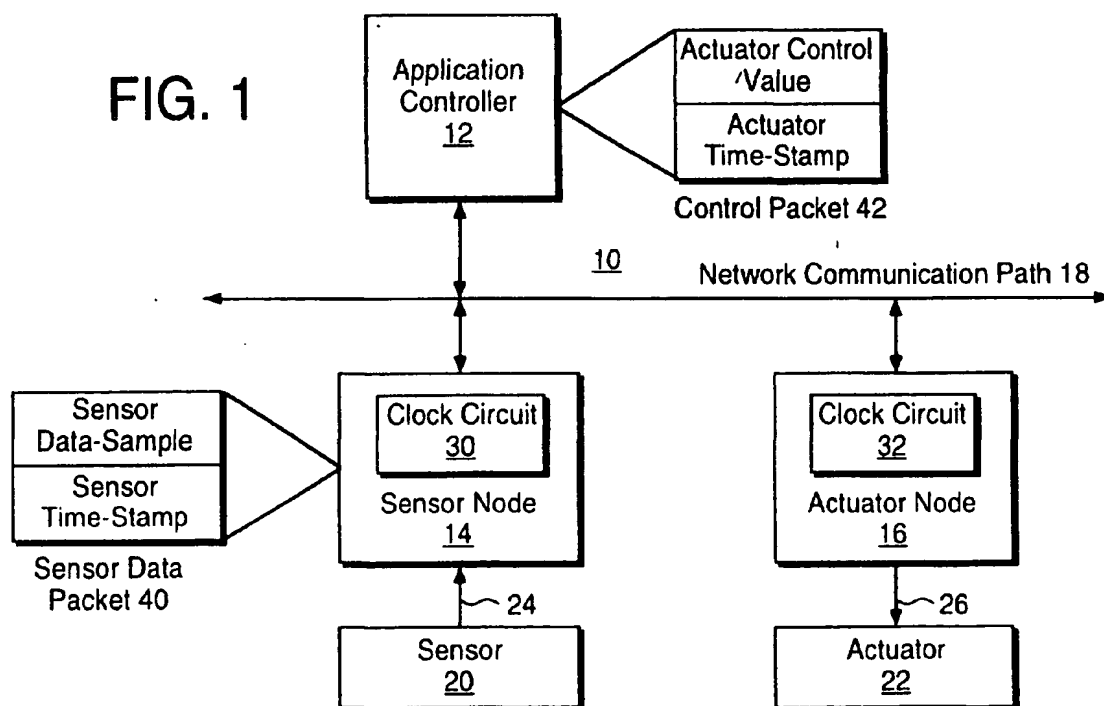 FIG. 1
Application
Controller
12
Actuator Control
Value
Actuator
Time-Stamp
Control Packet 42
10
Network Communication Path 18
Sensor
Data-Sample
Sensor
Time-Stamp
Sensor Data
Packet 40
Clock Circuit
30
Sensor Node
14
Clock Circuit
32
Actuator Node
16
24
26
Sensor
20
Actuator
22